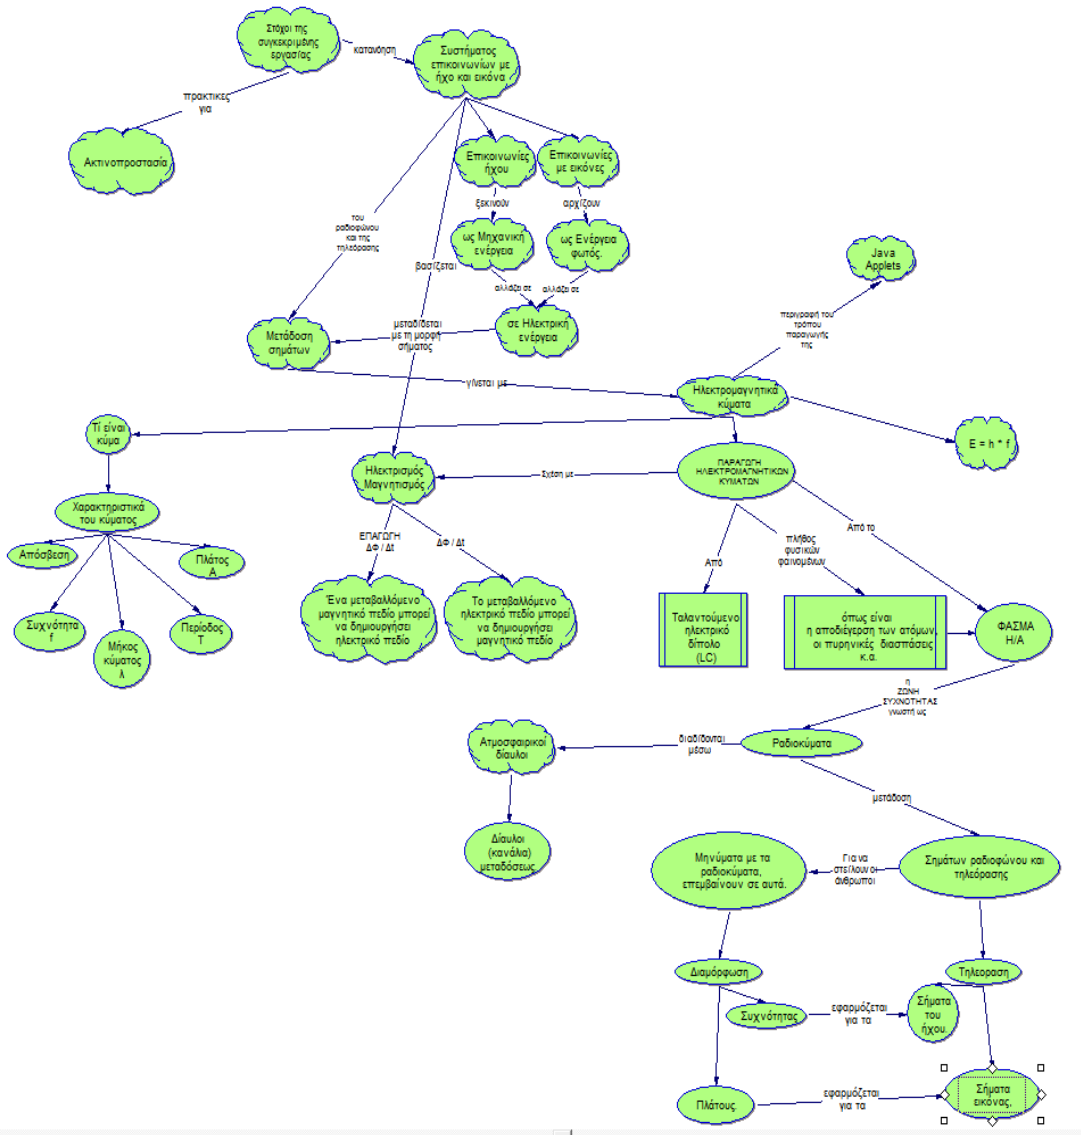 Στόχοι της
συγκεκριμένης
εργασίας
κατανόηση
Συστήματος
επικοινωνίων με
ήχο και εικόνα
πρακτικες
για
Ακτινοπροστασία
Επικοινωνίες
ήχου
Επικοινωνίες
με εικόνες
ξεκινούν
αρχίζουν
του
ραδιοφώνου
και της
τηλεόρασης
ως Μηχανική
ενέργεια
ως Ενέργεια
φωτός.
βασίζεται
αλλάζει σε
αλλάζει σε
Java
Applets
Μετάδοση
σημάτων
μεταδίδεται
με τη μορφή
σήματος
σε Ηλεκτρική
ενέργεια
περιγραφή του
τρόπου
παραγωγής
της
γίνεται με
Ηλεκτρομαγνητικά
κύματα
Τί είναι
κύμα
E = h * f
Ηλεκτρισμός
Μαγνητισμός
Σχέση με
ΠΑΡΑΓΩΓΗ
ΗΛΕΚΤΡΟΜΑΓΝΗΤΙΚΩΝ
ΚΥΜΑΤΩΝ
Χαρακτηριστικά
του κύματος
ΕΠΑΓΩΓΗ
ΔΦ / Δt
ΔΦ / Δt
Από
πλήθος
φυσικών
φαινομένων
Από το
Απόσβεση
Πλάτος
Α
Συχνότητα
f
Μήκος
κύματος
λ
Περίοδος
Τ
Ένα μεταβαλλόμενο
μαγνητικό πεδίο μπορεί
να δημιουργήσει
ηλεκτρικό πεδίο
Το μεταβαλλόμενο
ηλεκτρικό πεδίο μπορεί
να δημιουργήσει
μαγνητικό πεδίο
Ταλαντούμενο
ηλεκτρικό
δίπολο
(LC)
όπως είναι
η αποδιέγερση των ατόμων,
οι πυρηνικές διασπάσεις
κ.α.
ΦΑΣΜΑ
Η/Α
η
ΖΩΝΗ
ΣΥΧΝΟΤΗΤΑΣ
γνωστή ως
Ατμοσφαιρικοί
δίαυλοι
διαδίδονται
μέσω
Ραδιοκύματα
μετάδοση
Δίαυλοι
(κανάλια)
μεταδόσεως
Μηνύματα με τα
ραδιοκύματα,
επεμβαίνουν σε αυτά.
Για να
στείλουν οι
άνθρωποι
Σημάτων ραδιοφώνου και
τηλεόρασης
Διαμόρφωση
Τηλεοραση
Συχνότητας
εφαρμόζεται
για τα
Σήματα
του
ήχου.
Πλάτους
εφαρμόζεται
για τα
Σήματα
εικόνας.